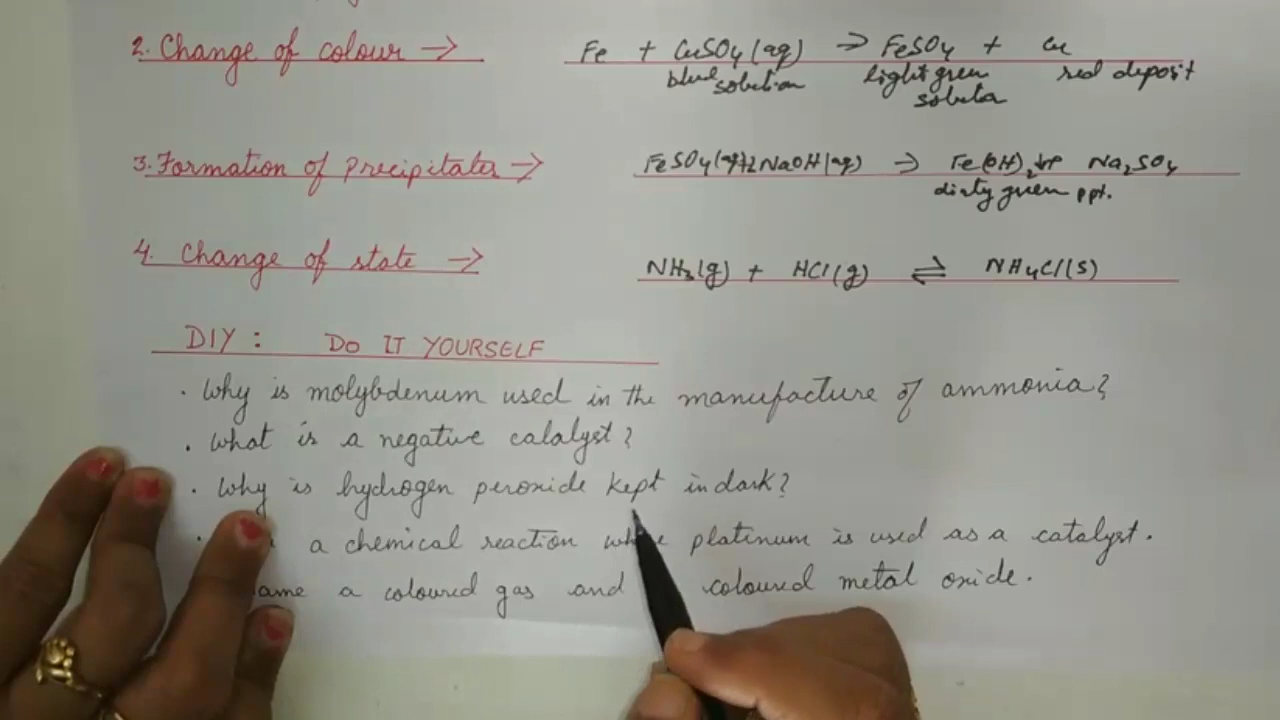 2. Change of colour → Fe + CuSO4(aq) → FeSO4 + Cu
blue solution light green solution red deposit
3. Formation of precipitates → FeSO4(aq)+2NaOH(aq) → Fe(OH)2↓+ Na2SO4
dirty green ppt.
4. Change of state → NH3(g) + HCl(g) ⇌ NH4Cl(s)
DIY: DO IT YOURSELF
. Why is molybdenum used in the manufacture of ammonia?
. What is a negative catalyst?
. Why is hydrogen peroxide kept in dark?
. a chemical reaction platinum is used as a catalyst.
a coloured gas and coloured metal oxide.